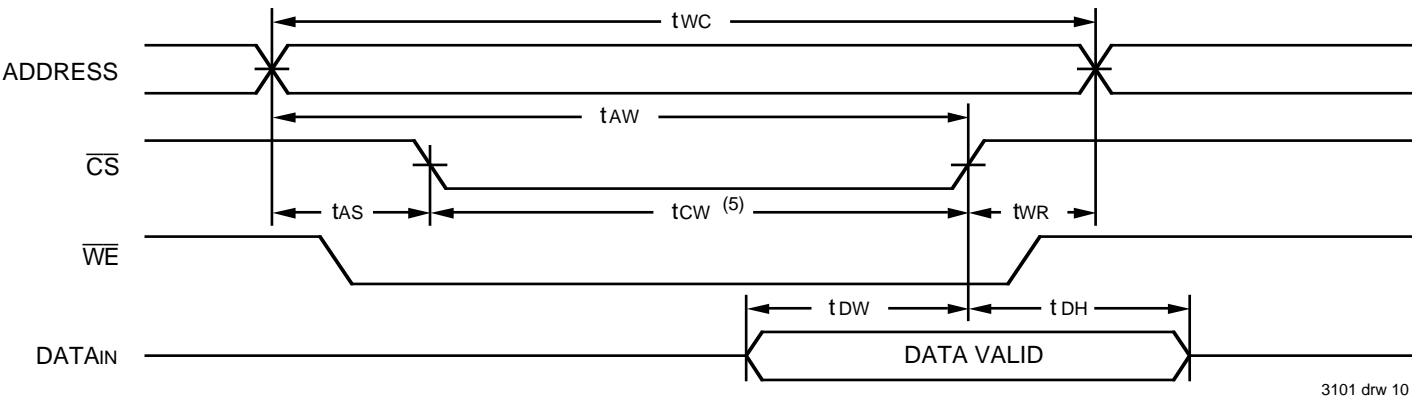 tWC
ADDRESS
tAW
CS
tAS
tCW (5)
tWR
WE
tDW
tDH
DATAIN
DATA VALID
3101 drw 10